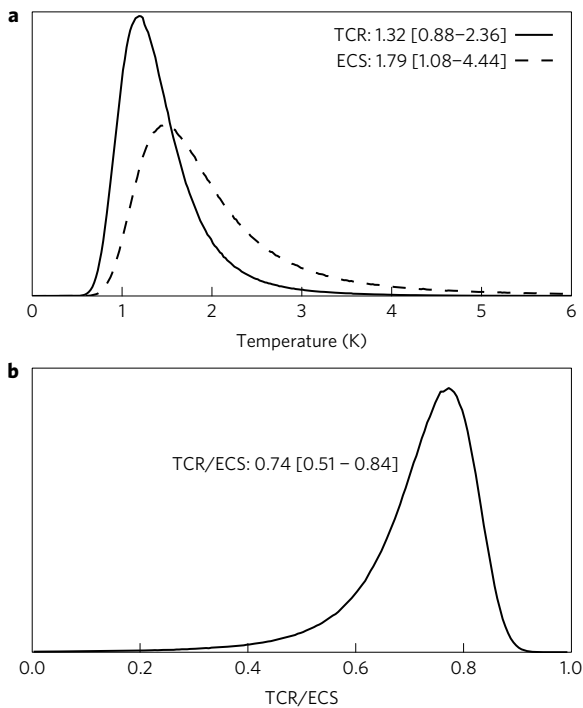 a
TCR: 1.32 [0.88–2.36]
ECS: 1.79 [1.08–4.44]
0 1 2 3 4 5 6
Temperature (K)
b
TCR/ECS: 0.74 [0.51 – 0.84]
0.0 0.2 0.4 0.6 0.8 1.0
TCR/ECS